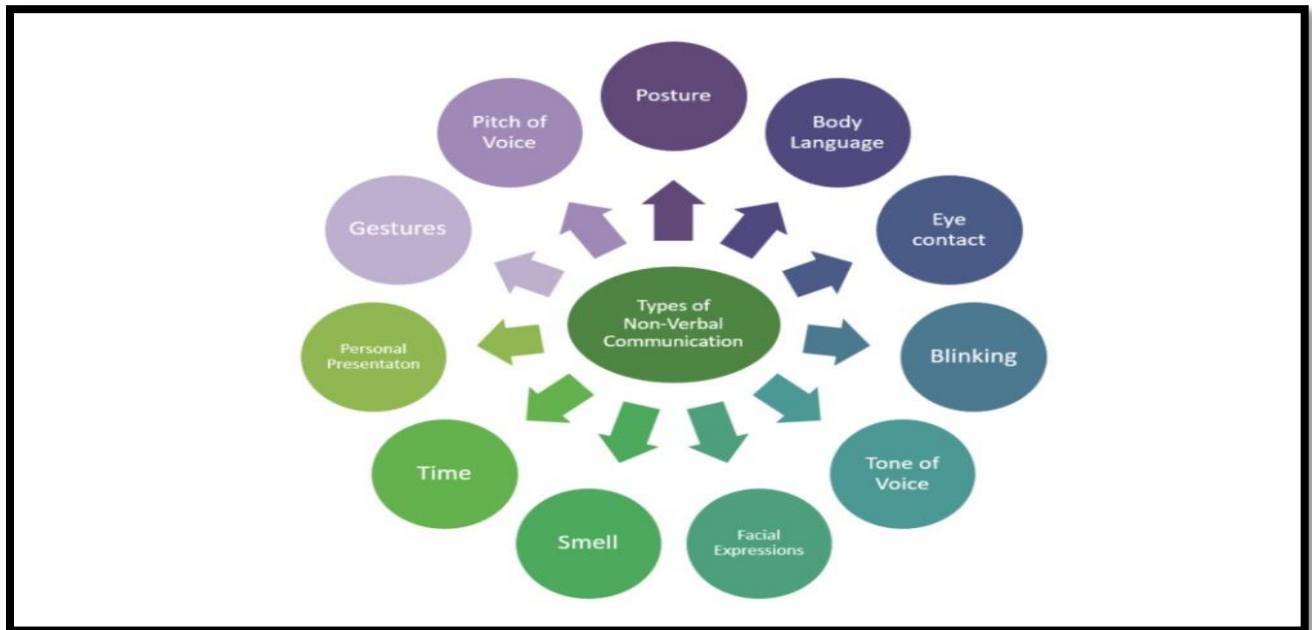 Types of
Non-Verbal
Communication
Posture
Body
Language
Eye
contact
Blinking
Tone of
Voice
Facial
Expressions
Smell
Time
Personal
Presentaton
Gestures
Pitch of
Voice